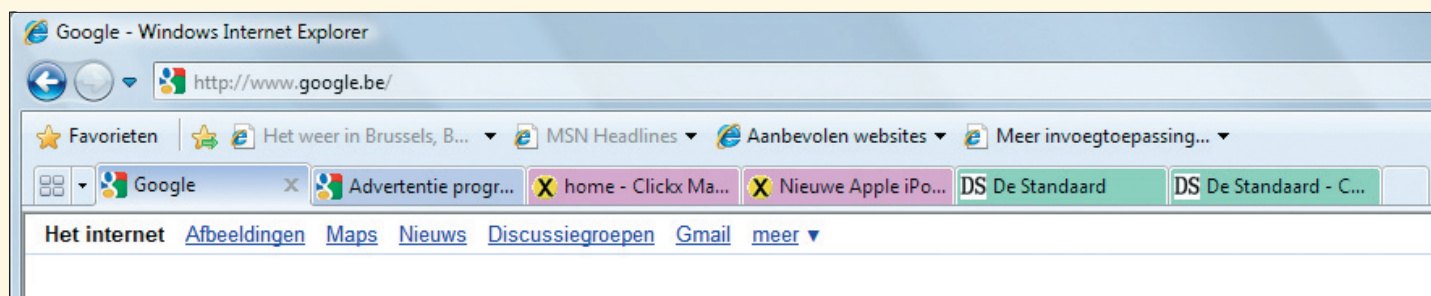 Google - Windows Internet Explorer
http://www.google.be/
Favorieten Het weer in Brussels, B... MSN Headlines Aanbevolen websites Meer invoegtoepassing...
Google X Advertentie progr... X home - Clickx Ma... X Nieuwe Apple iPo... DS De Standaard DS De Standaard - C...
Het internet Afbeeldingen Maps Nieuws Discussiegroepen Gmail meer ▼